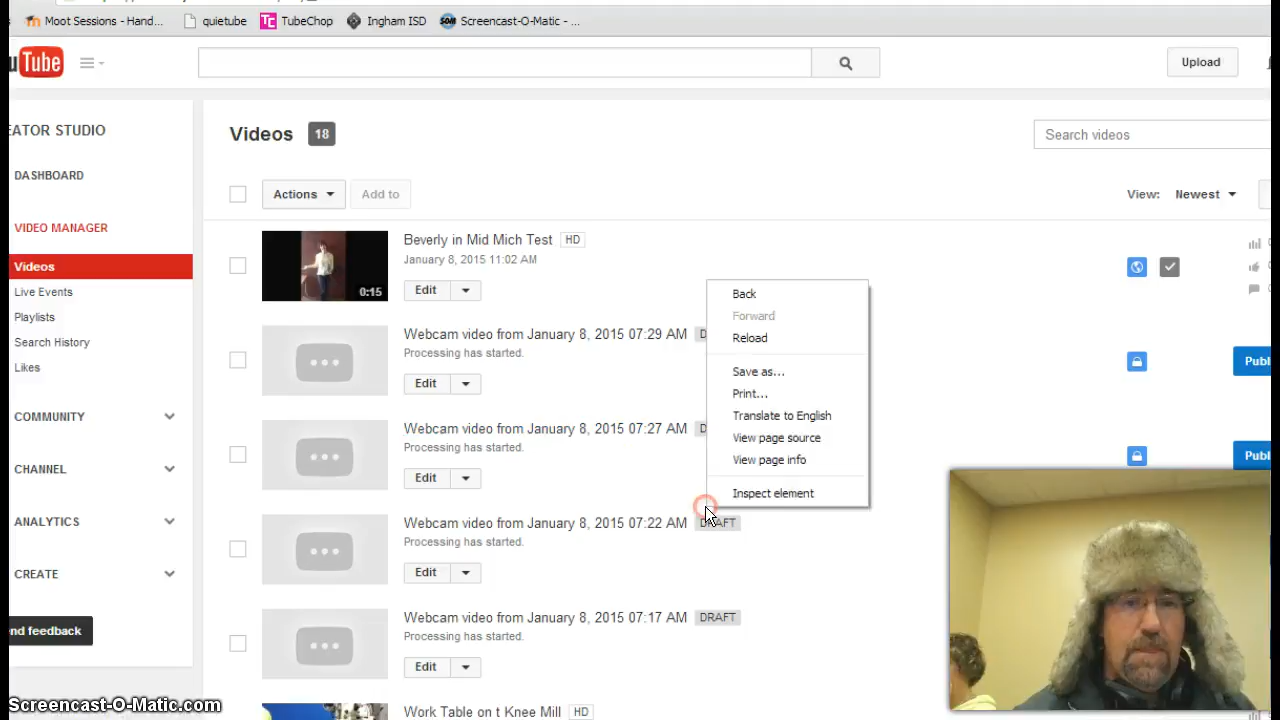 Moot Sessions - Hand... quietube TubeChop Ingham ISD Screencast-O-Matic - ...
uTube
Upload
EATOR STUDIO
Videos 18
Search videos
DASHBOARD
Actions Add to
View: Newest
VIDEO MANAGER
Videos
Live Events
Playlists
Search History
Likes
COMMUNITY
CHANNEL
ANALYTICS
CREATE
nd feedback
Beverly in Mid Mich Test HD
January 8, 2015 11:02 AM
0:15
Edit
Webcam video from January 8, 2015 07:29 AM D
Processing has started.
Edit
Publ
Webcam video from January 8, 2015 07:27 AM D
Processing has started.
Edit
Publ
Webcam video from January 8, 2015 07:22 AM DRAFT
Processing has started.
Edit
Webcam video from January 8, 2015 07:17 AM DRAFT
Processing has started.
Edit
Work Table on t Knee Mill HD
Back
Forward
Reload
Save as...
Print...
Translate to English
View page source
View page info
Inspect element
Screencast-O-Matic.com